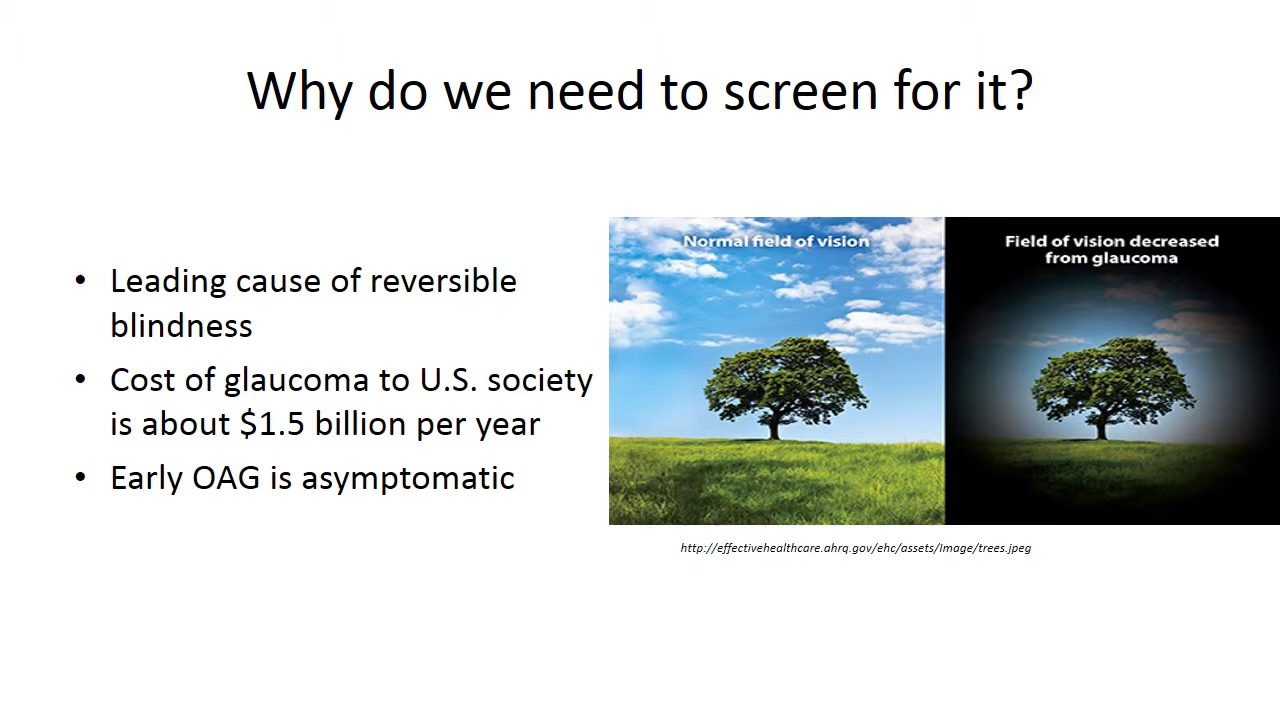 Why do we need to screen for it?
• Leading cause of reversible
blindness
• Cost of glaucoma to U.S. society
is about $1.5 billion per year
• Early OAG is asymptomatic
Normal field of vision
Field of vision decreased
from glaucoma
http://effectivehealthcare.ahrq.gov/ehc/assets/Image/trees.jpeg